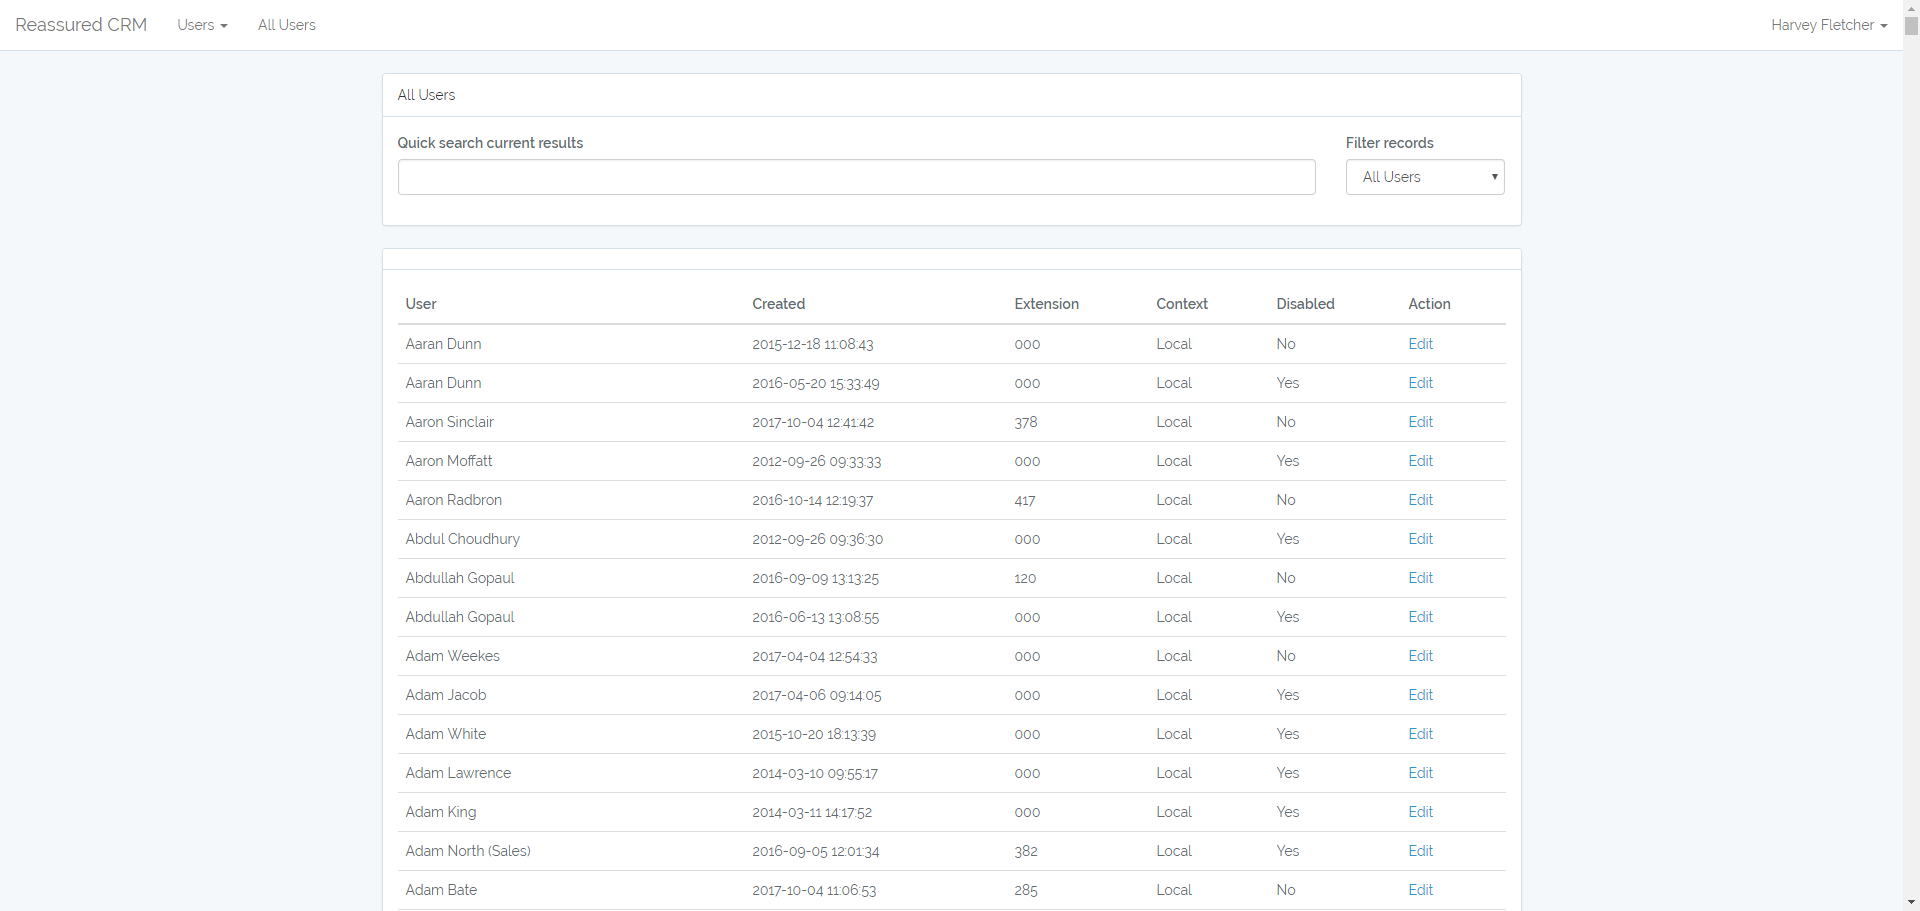 Reassured CRM Users All Users Harvey Fletcher
All Users
Quick search current results Filter records
All Users
User Created Extension Context Disabled Action
Aaran Dunn 2015-12-18 11:08:43 000 Local No Edit
Aaran Dunn 2016-05-20 15:33:49 000 Local Yes Edit
Aaron Sinclair 2017-10-04 12:41:42 378 Local No Edit
Aaron Moffatt 2012-09-26 09:33:33 000 Local Yes Edit
Aaron Radbron 2016-10-14 12:19:37 417 Local No Edit
Abdul Choudhury 2012-09-26 09:36:30 000 Local Yes Edit
Abdullah Gopaul 2016-09-09 13:13:25 120 Local No Edit
Abdullah Gopaul 2016-06-13 13:08:55 000 Local Yes Edit
Adam Weekes 2017-04-04 12:54:33 000 Local No Edit
Adam Jacob 2017-04-06 09:14:05 000 Local Yes Edit
Adam White 2015-10-20 18:13:39 000 Local Yes Edit
Adam Lawrence 2014-03-10 09:55:17 000 Local Yes Edit
Adam King 2014-03-11 14:17:52 000 Local Yes Edit
Adam North (Sales) 2016-09-05 12:01:34 382 Local Yes Edit
Adam Bate 2017-10-04 11:06:53 285 Local No Edit